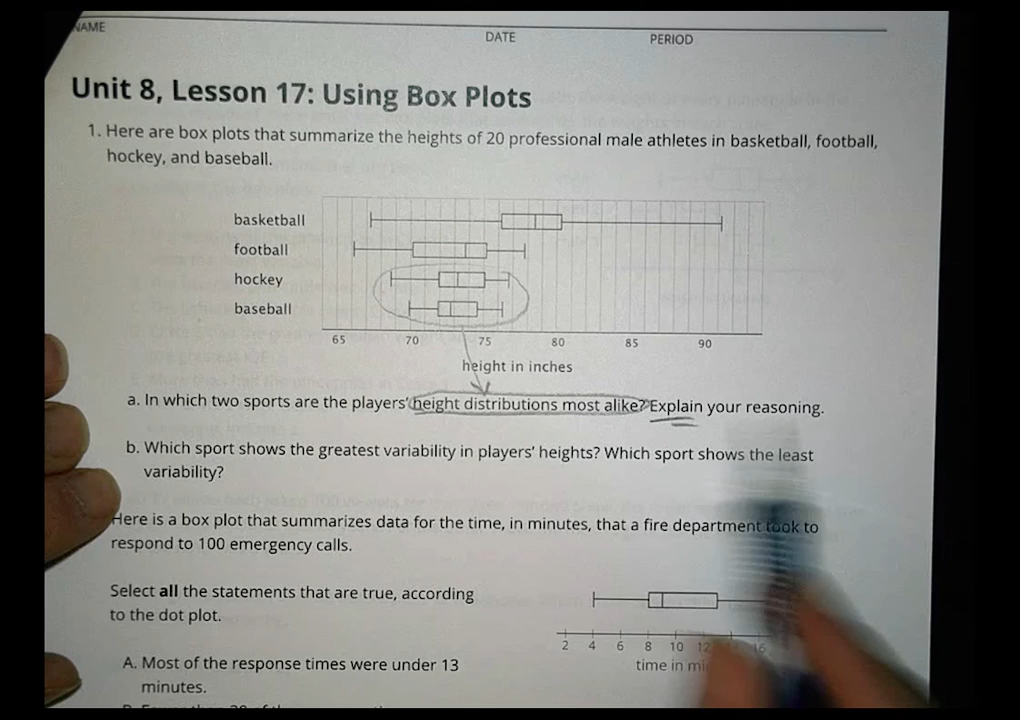 NAME DATE PERIOD
Unit 8, Lesson 17: Using Box Plots
1. Here are box plots that summarize the heights of 20 professional male athletes in basketball, football,
hockey, and baseball.
basketball
football
hockey
baseball
65 70 75 80 85 90
height in inches
a. In which two sports are the players' height distributions most alike? Explain your reasoning.
b. Which sport shows the greatest variability in players' heights? Which sport shows the least
variability?
Here is a box plot that summarizes data for the time, in minutes, that a fire department took to
respond to 100 emergency calls.
Select all the statements that are true, according
to the dot plot.
2 4 6 8 10 12 16
time in
A. Most of the response times were under 13
minutes.